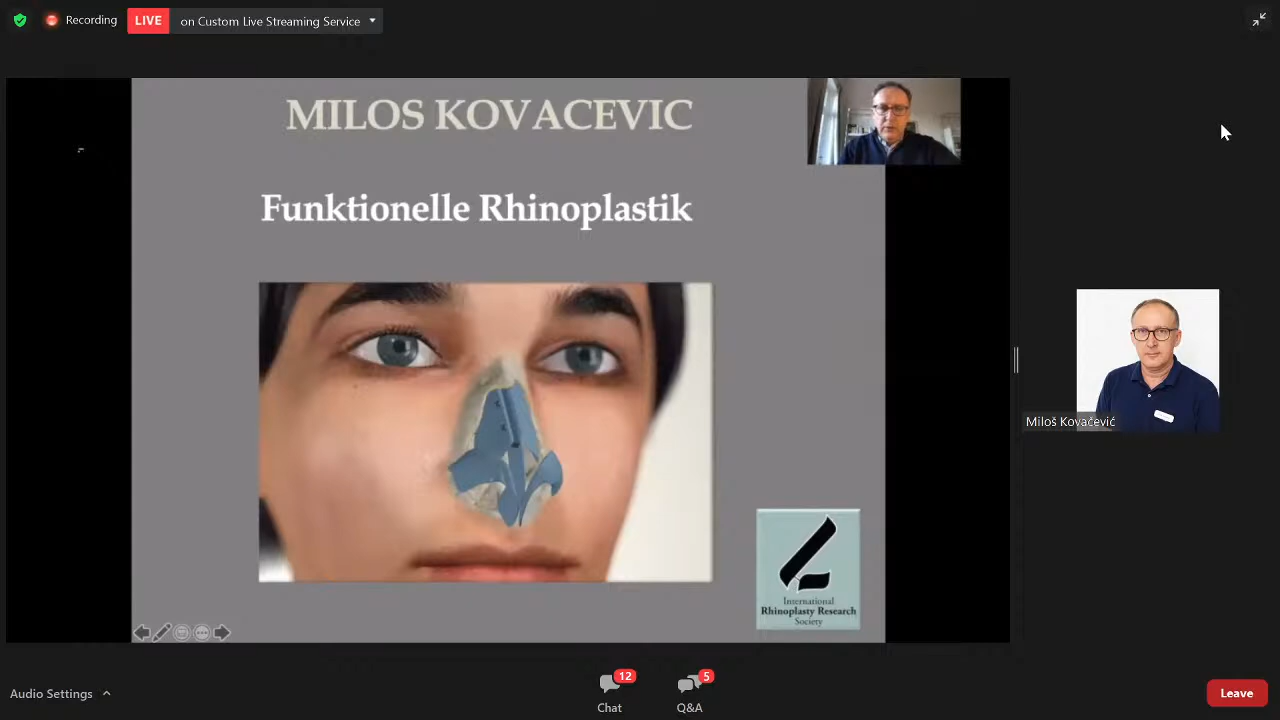 Recording
LIVE
on Custom Live Streaming Service
MILOS KOVACEVIC
Funktionelle Rhinoplastik
International
Rhinoplasty Research
Society
Miloš Kovačević
Audio Settings
12
Chat
5
Q&A
Leave